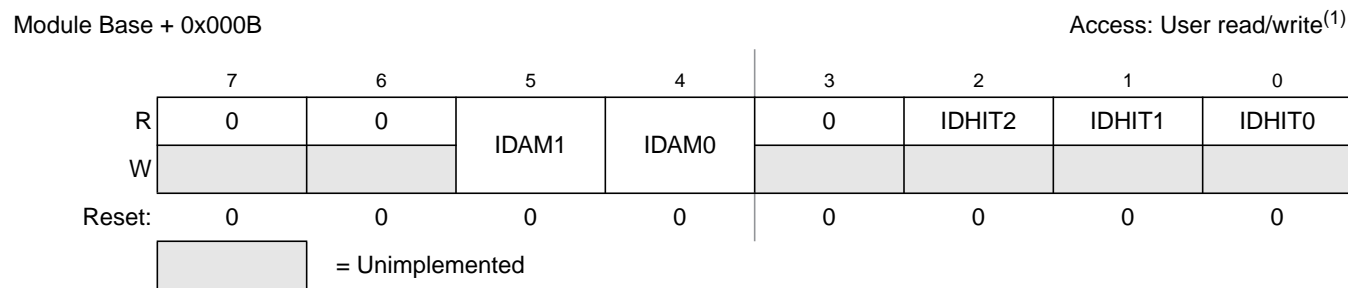 Module Base + 0x000B Access: User read/write(1)
7 6 5 4 3 2 1 0
R 0 0 IDAM1 IDAM0 0 IDHIT2 IDHIT1 IDHIT0
W
Reset: 0 0 0 0 0 0 0 0
= Unimplemented